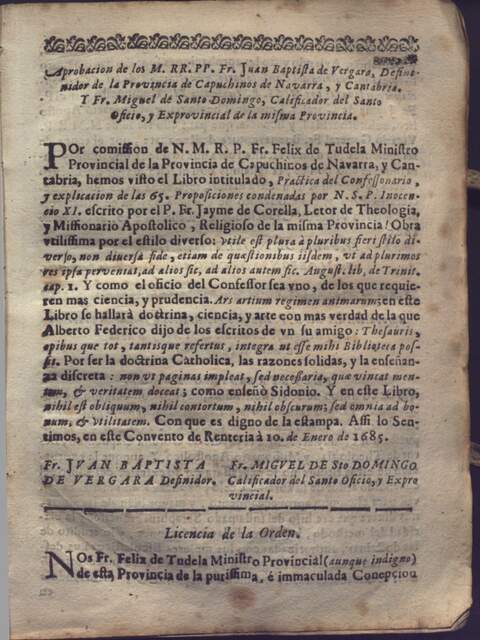 Aprobacion de los M. RR. PP. Fr. Juan Baptista de Vergara, Defini-
nidor de la Provincia de Capuchinos de Navarra, y Cantabria.
Y Fr. Miguel de Santo Domingo, Calificador del Santo
Oficio, y Exprovincial de la misma Provincia.
POr comission de N. M. R. P. Fr. Felix de Tudela Ministro
Provincial de la Provincia de Capuchinos de Navarra, y Can-
tabria, hemos visto el Libro intitulado, Practica del Confessonario,
y explicacion de las 65. Proposiciones condenadas por N. S. P. Inocen-
cio XI. escrito por el P. Fr. Jayme de Corella, Letor de Theologia,
y Missionario Apostolico, Religioso de la misma Provincia! Obra
vtilissima por el estilo diverso: Vtile est plura à pluribus fieri stilo di-
verso, non diversa fide, etiam de quæstionibus iisdem, vt ad plurimos
res ipsa perveniat, ad alios sic, ad alios autem sic. August. lib. de Trinit.
cap. 1. Y como el oficio del Confessor sea vno, de los que requie-
ren mas ciencia, y prudencia. Ars artium regimen animarum; en este
Libro se hallarà doctrina, ciencia, y arte con mas verdad de la que
Alberto Federico dijo de los escritos de vn su amigo: Thesauris,
opibus que tot, tantisque refertus, integra vt esse mihi Bibliotheca pos-
sit. Por ser la doctrina Catholica, las razones solidas, y la enseñan-
za discreta: non vt paginas impleat, sed necessaria, quæ vincat men-
tem, & veritatem doceat; como enseñò Sidonio. Y en este Libro,
nihil est obliquum, nihil contortum, nihil obscurum; sed omnia ad bo-
num, & vtilitatem. Con que es digno de la estampa. Assi lo Sen-
timos, en este Convento de Renteria à 10. de Enero de 1685.
Fr. JVAN BAPTISTA Fr. MIGVEL DE Sto DOMINGO
DE VERGARA Definidor. Calificador del Santo Oficio, y Expro
vincial.
Licencia de la Orden.
NOs Fr. Felix de Tudela Ministro Provincial (aunque indigno)
de esta Provincia de la purissima, è immaculada Concepciou